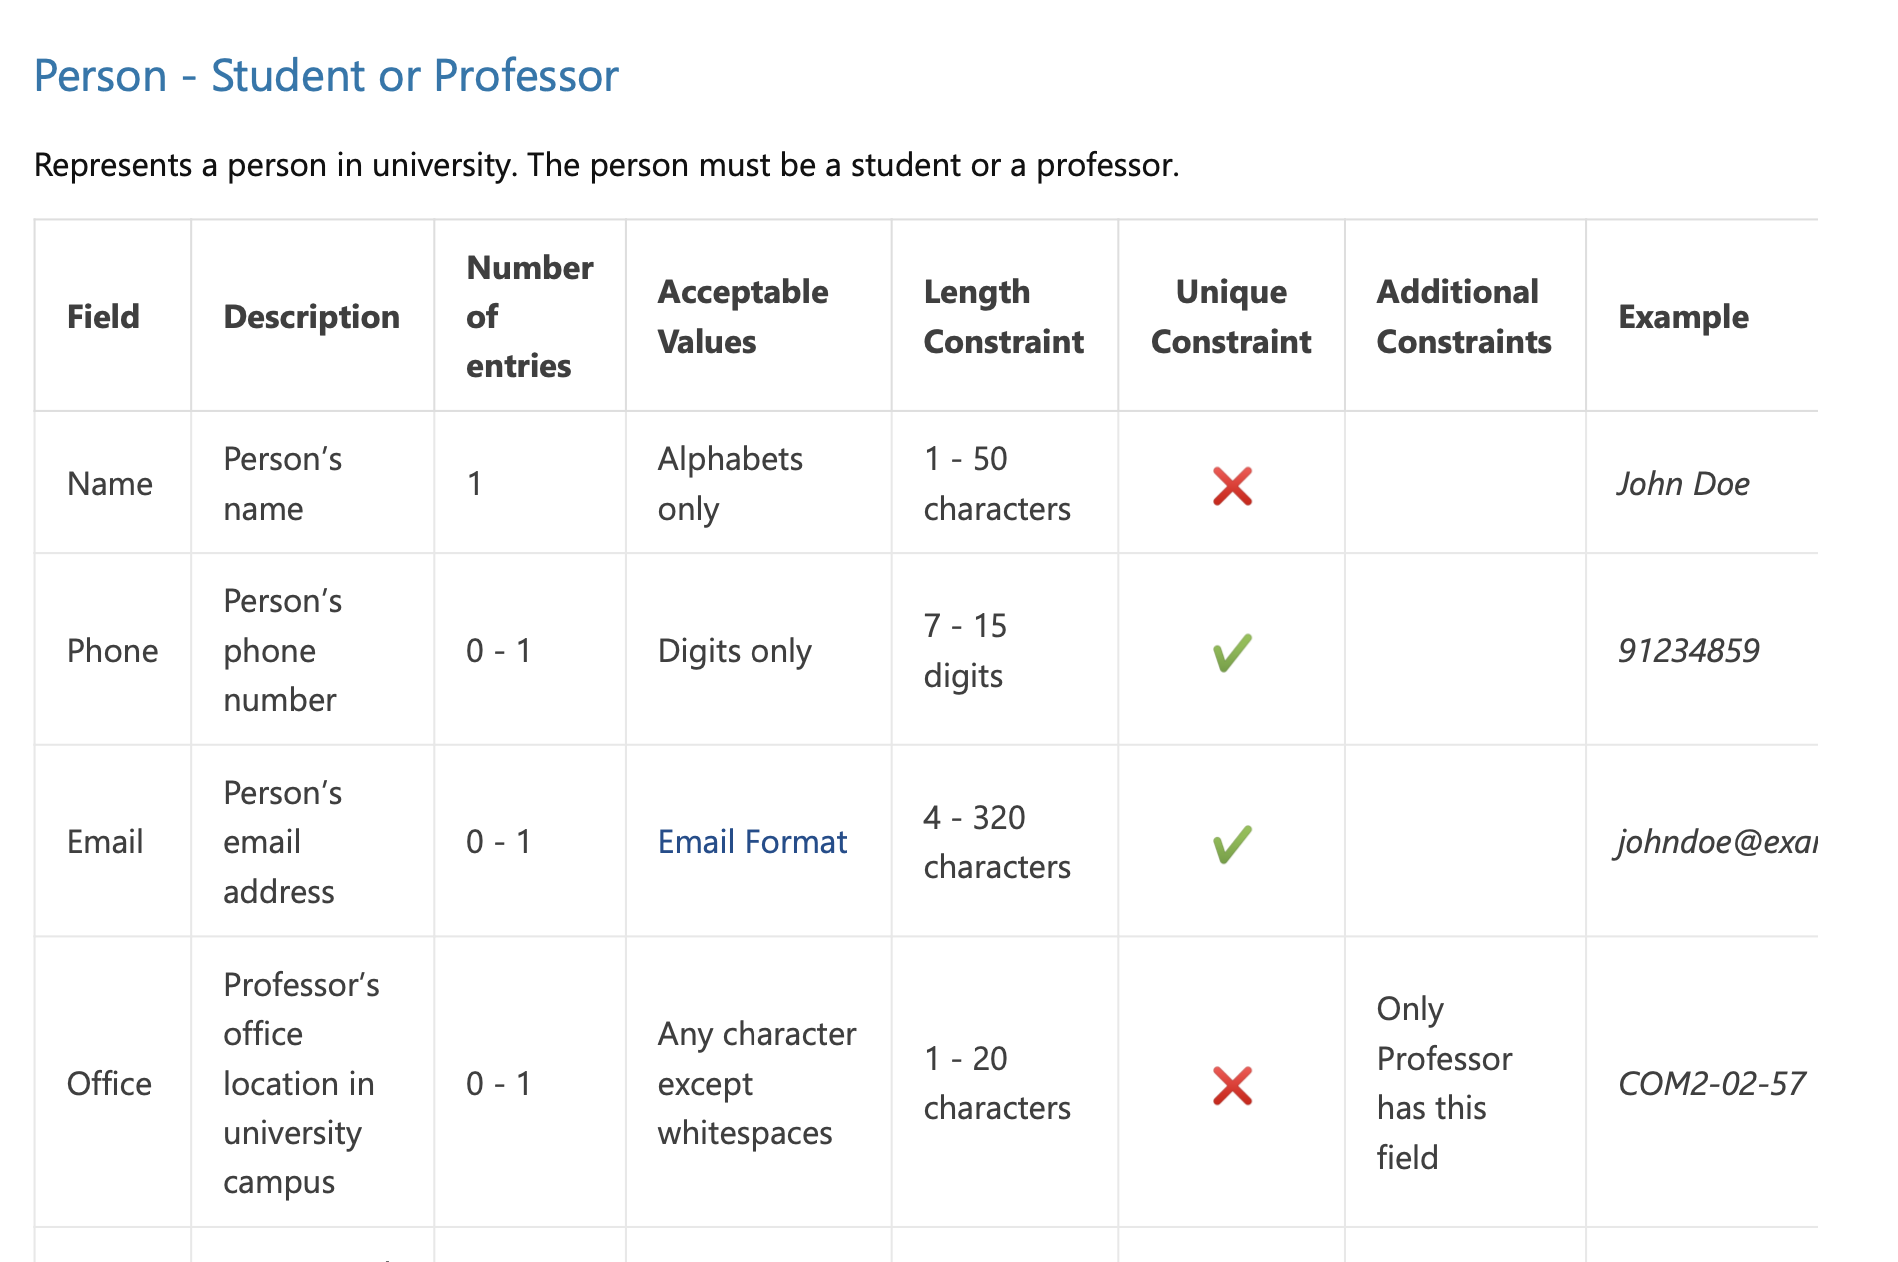 Person - Student or Professor
Represents a person in university. The person must be a student or a professor.
Field
Description
Number
of
entries
Acceptable
Values
Length
Constraint
Unique
Constraint
Additional
Constraints
Example
Name
Person’s
name
1
Alphabets
only
1 - 50
characters
❌
John Doe
Phone
Person’s
phone
number
0 - 1
Digits only
7 - 15
digits
✔
91234859
Email
Person’s
email
address
0 - 1
Email Format
4 - 320
characters
✔
johndoe@exa
Office
Professor’s
office
location in
university
campus
0 - 1
Any character
except
whitespaces
1 - 20
characters
❌
Only
Professor
has this
field
COM2-02-57